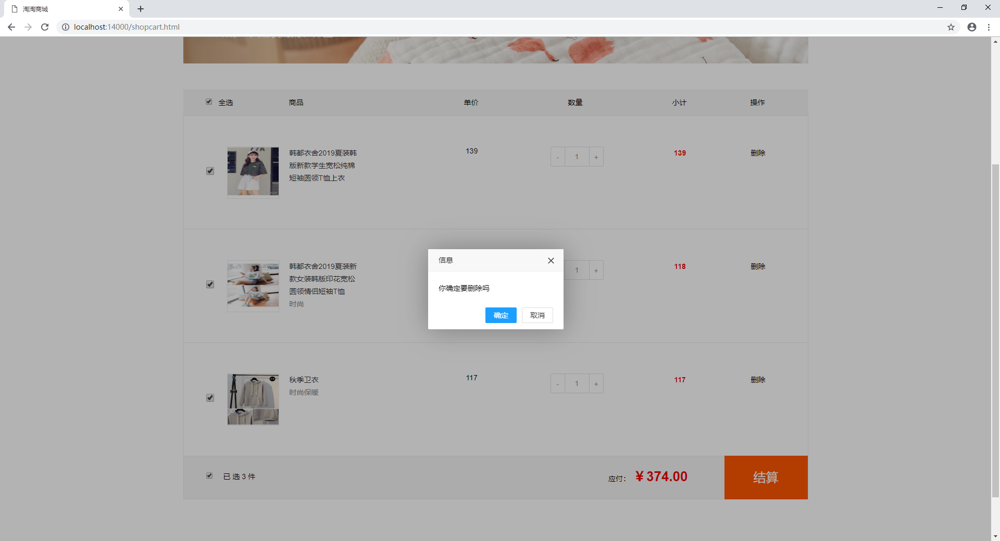 淘淘商城
localhost:14000/shopcart.html
全选 商品 单价 数量 小计 操作
韩都衣舍2019夏装韩
版新款学生宽松纯棉
短袖圆领T恤上衣
139
- 1 +
139
删除
韩都衣舍2019夏装新
款女装韩版印花宽松
圆领情侣短袖T恤
时尚
1 +
118
删除
信息
你确定要删除吗
确定 取消
秋季卫衣
时尚保暖
117
- 1 +
117
删除
已 选 3 件
应付: ¥ 374.00
结算